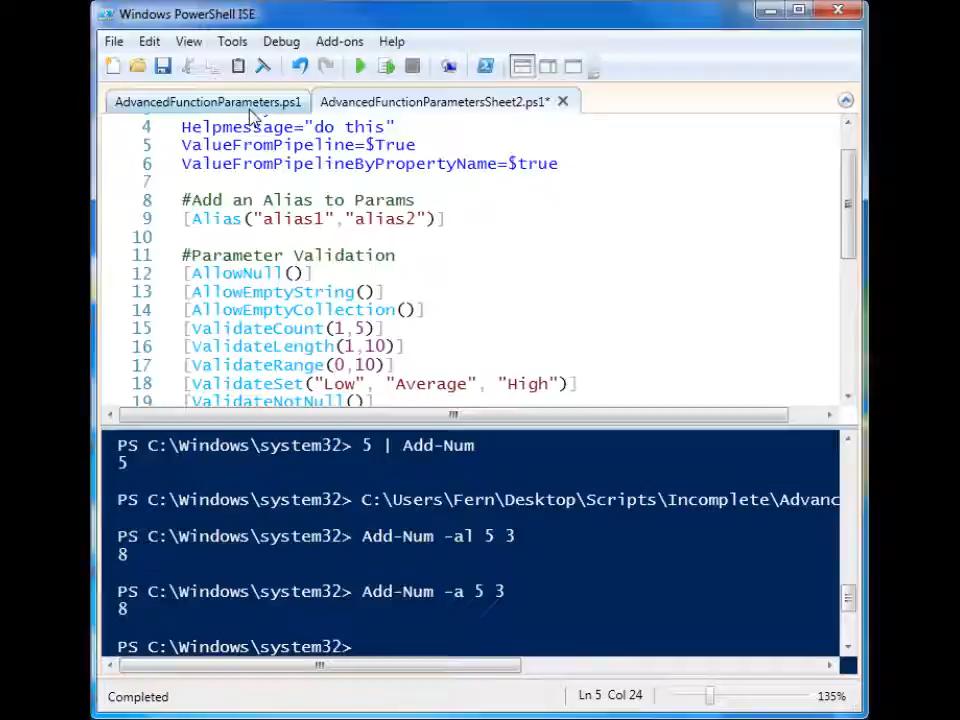 Windows PowerShell ISE
File Edit View Tools Debug Add-ons Help
AdvancedFunctionParameters.ps1 AdvancedFunctionParametersSheet2.ps1*
4 Helpmessage="do this"
5 ValueFromPipeline=$True
6 ValueFromPipelineByPropertyName=$true
7
8 #Add an Alias to Params
9 [Alias("alias1","alias2")]
10
11 #Parameter Validation
12 [AllowNull()]
13 [AllowEmptyString()]
14 [AllowEmptyCollection()]
15 [ValidateCount(1,5)]
16 [ValidateLength(1,10)]
17 [ValidateRange(0,10)]
18 [ValidateSet("Low", "Average", "High")]
19 [ValidateNotNull()]
PS C:\Windows\system32> 5 | Add-Num
5
PS C:\Windows\system32> C:\Users\Fern\Desktop\Scripts\Incomplete\Advanc
PS C:\Windows\system32> Add-Num -al 5 3
8
PS C:\Windows\system32> Add-Num -a 5 3
8
PS C:\Windows\system32>
Completed Ln 5 Col 24 135%